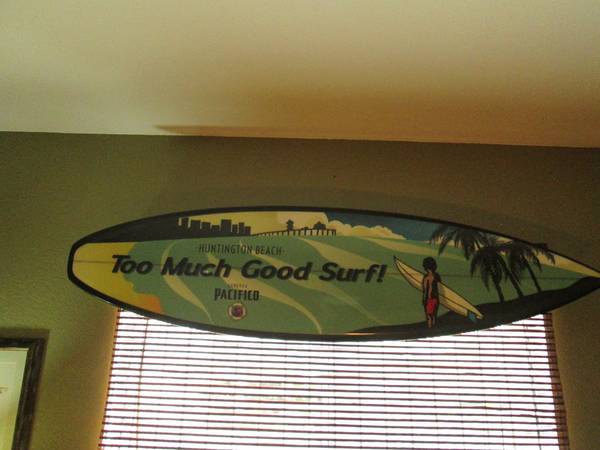 ·HUNTINGTON BEACH·
Too Much Good Surf!
PACIFICO